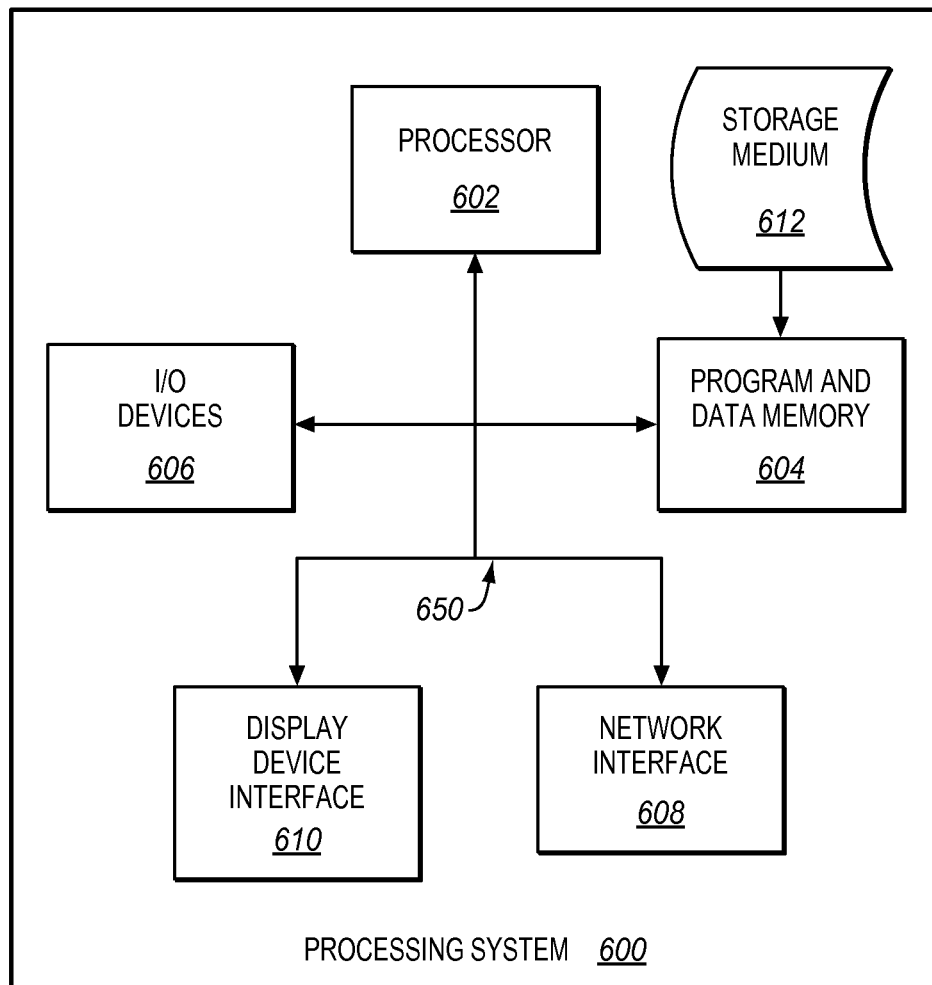 PROCESSOR
602
STORAGE
MEDIUM
612
I/O
DEVICES
606
PROGRAM AND
DATA MEMORY
604
650
DISPLAY
DEVICE
INTERFACE
610
NETWORK
INTERFACE
608
PROCESSING SYSTEM 600